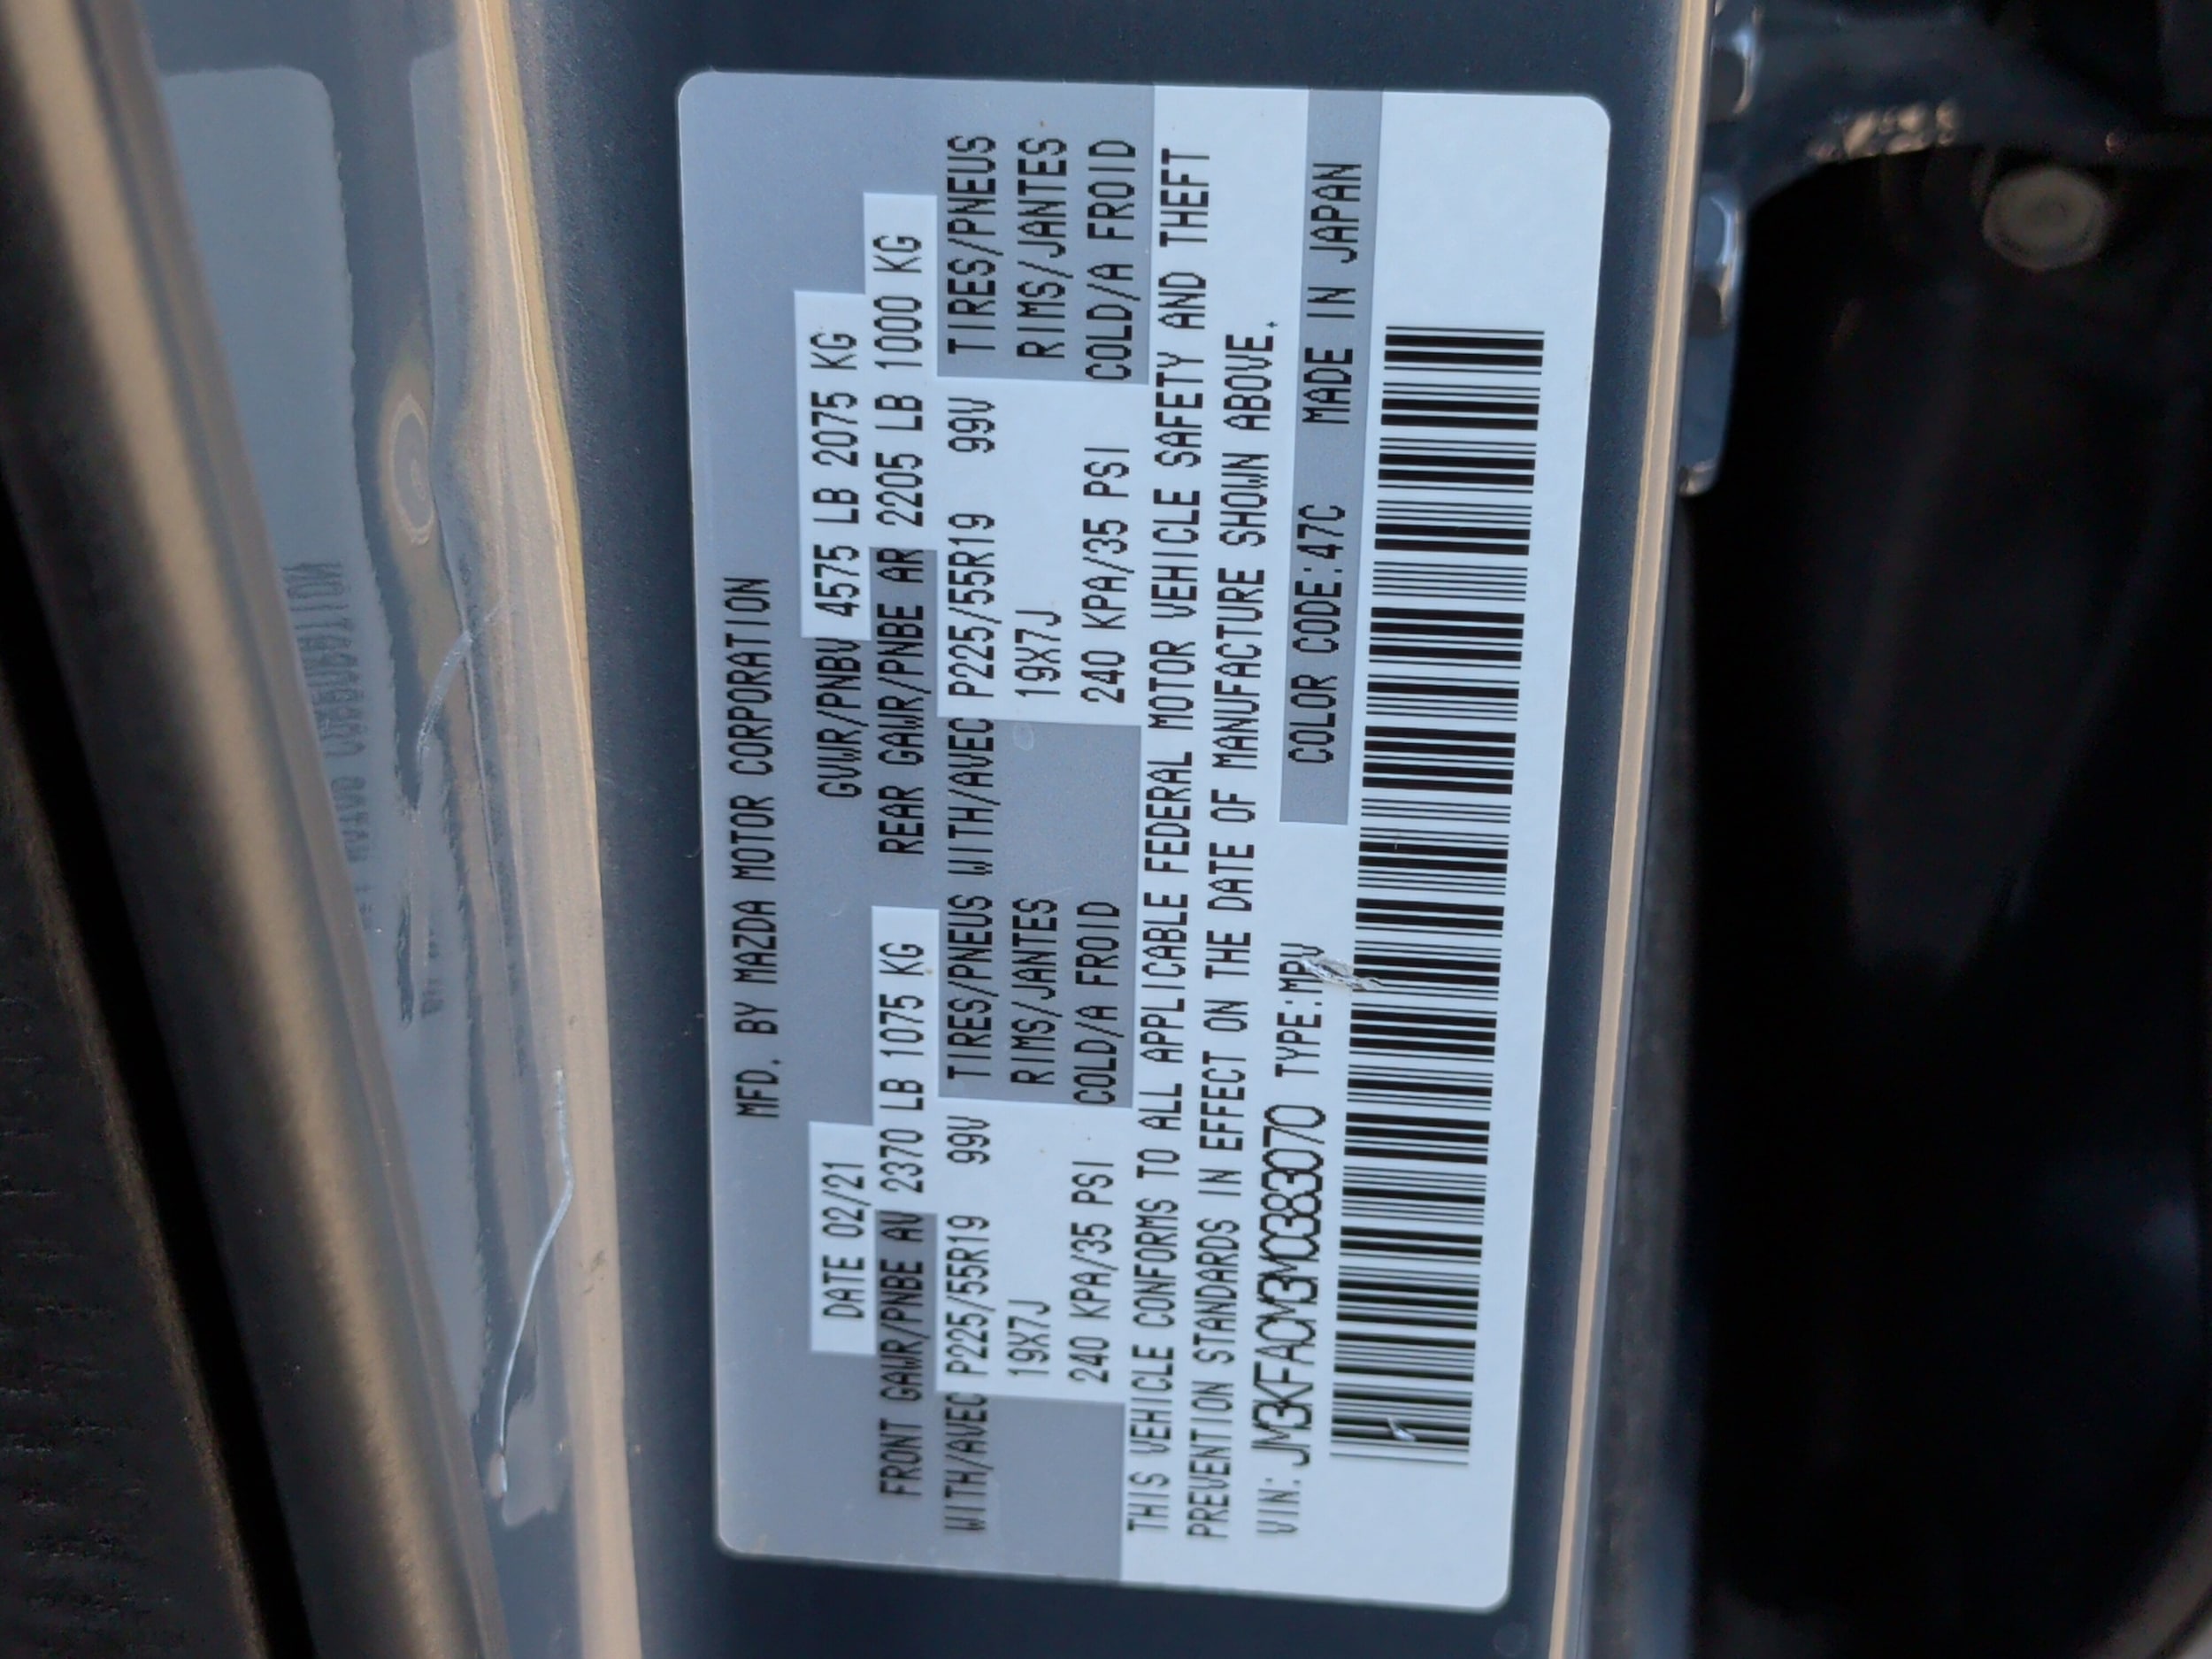 MFD. BY MAZDA MOTOR CORPORATION
DATE 02/21 GVWR/PNBV 4575 LB 2075 KG
FRONT GAWR/PNBE AV 2370 LB 1075 KG REAR GAWR/PNBE AR 2205 LB 1000 KG
WITH/AVEC P225/55R19 99V TIRES/PNEUS WITH/AVEC P225/55R19 99V TIRES/PNEUS
19X7J RIMS/JANTES 19X7J RIMS/JANTES
240 KPA/35 PSI COLD/A FROID 240 KPA/35 PSI COLD/A FROID
THIS VEHICLE CONFORMS TO ALL APPLICABLE FEDERAL MOTOR VEHICLE SAFETY AND THEFT
PREVENTION STANDARDS IN EFFECT ON THE DATE OF MANUFACTURE SHOWN ABOVE.
VIN: JM3KFACM3M0383070 TYPE:MPV COLOR CODE:47C MADE IN JAPAN